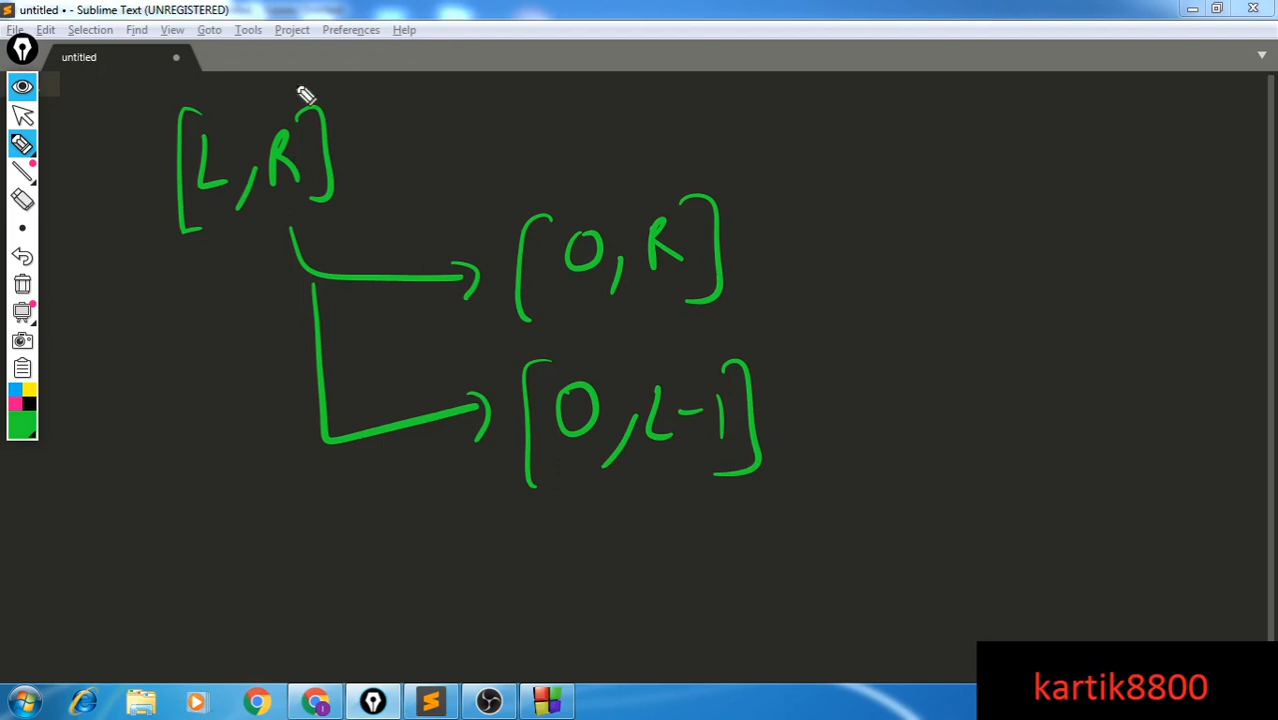 untitled • - Sublime Text (UNREGISTERED)
File Edit Selection Find View Goto Tools Project Preferences Help
untitled
[L, R]
[0, R]
[0, L-1]
kartik8800